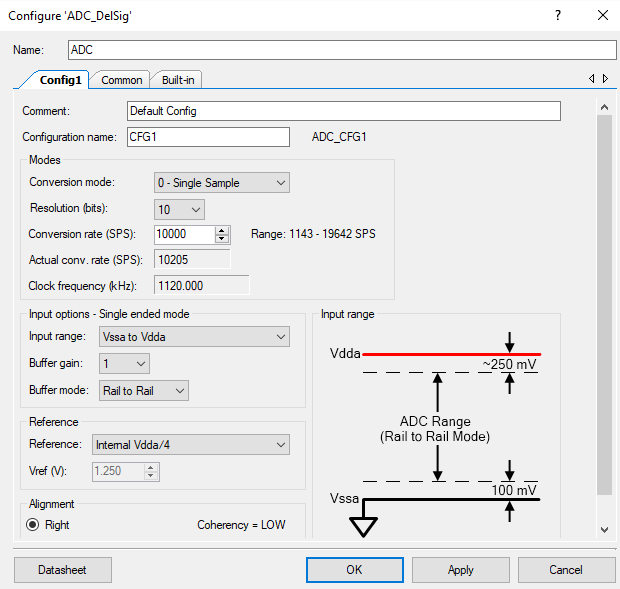 Configure 'ADC_DelSig'
Name: ADC
Config1 Common Built-in
Comment: Default Config
Configuration name: CFG1 ADC_CFG1
Modes
Conversion mode: 0 - Single Sample
Resolution (bits): 10
Conversion rate (SPS): 10000 Range: 1143 - 19642 SPS
Actual conv. rate (SPS): 10205
Clock frequency (kHz): 1120.000
Input options - Single ended mode
Input range: Vssa to Vdda
Buffer gain: 1
Buffer mode: Rail to Rail
Reference
Reference: Internal Vdda/4
Vref (V): 1.250
Alignment
Right Coherency = LOW
Input range
Vdda
~250 mV
ADC Range
(Rail to Rail Mode)
100 mV
Vssa
Datasheet OK Apply Cancel